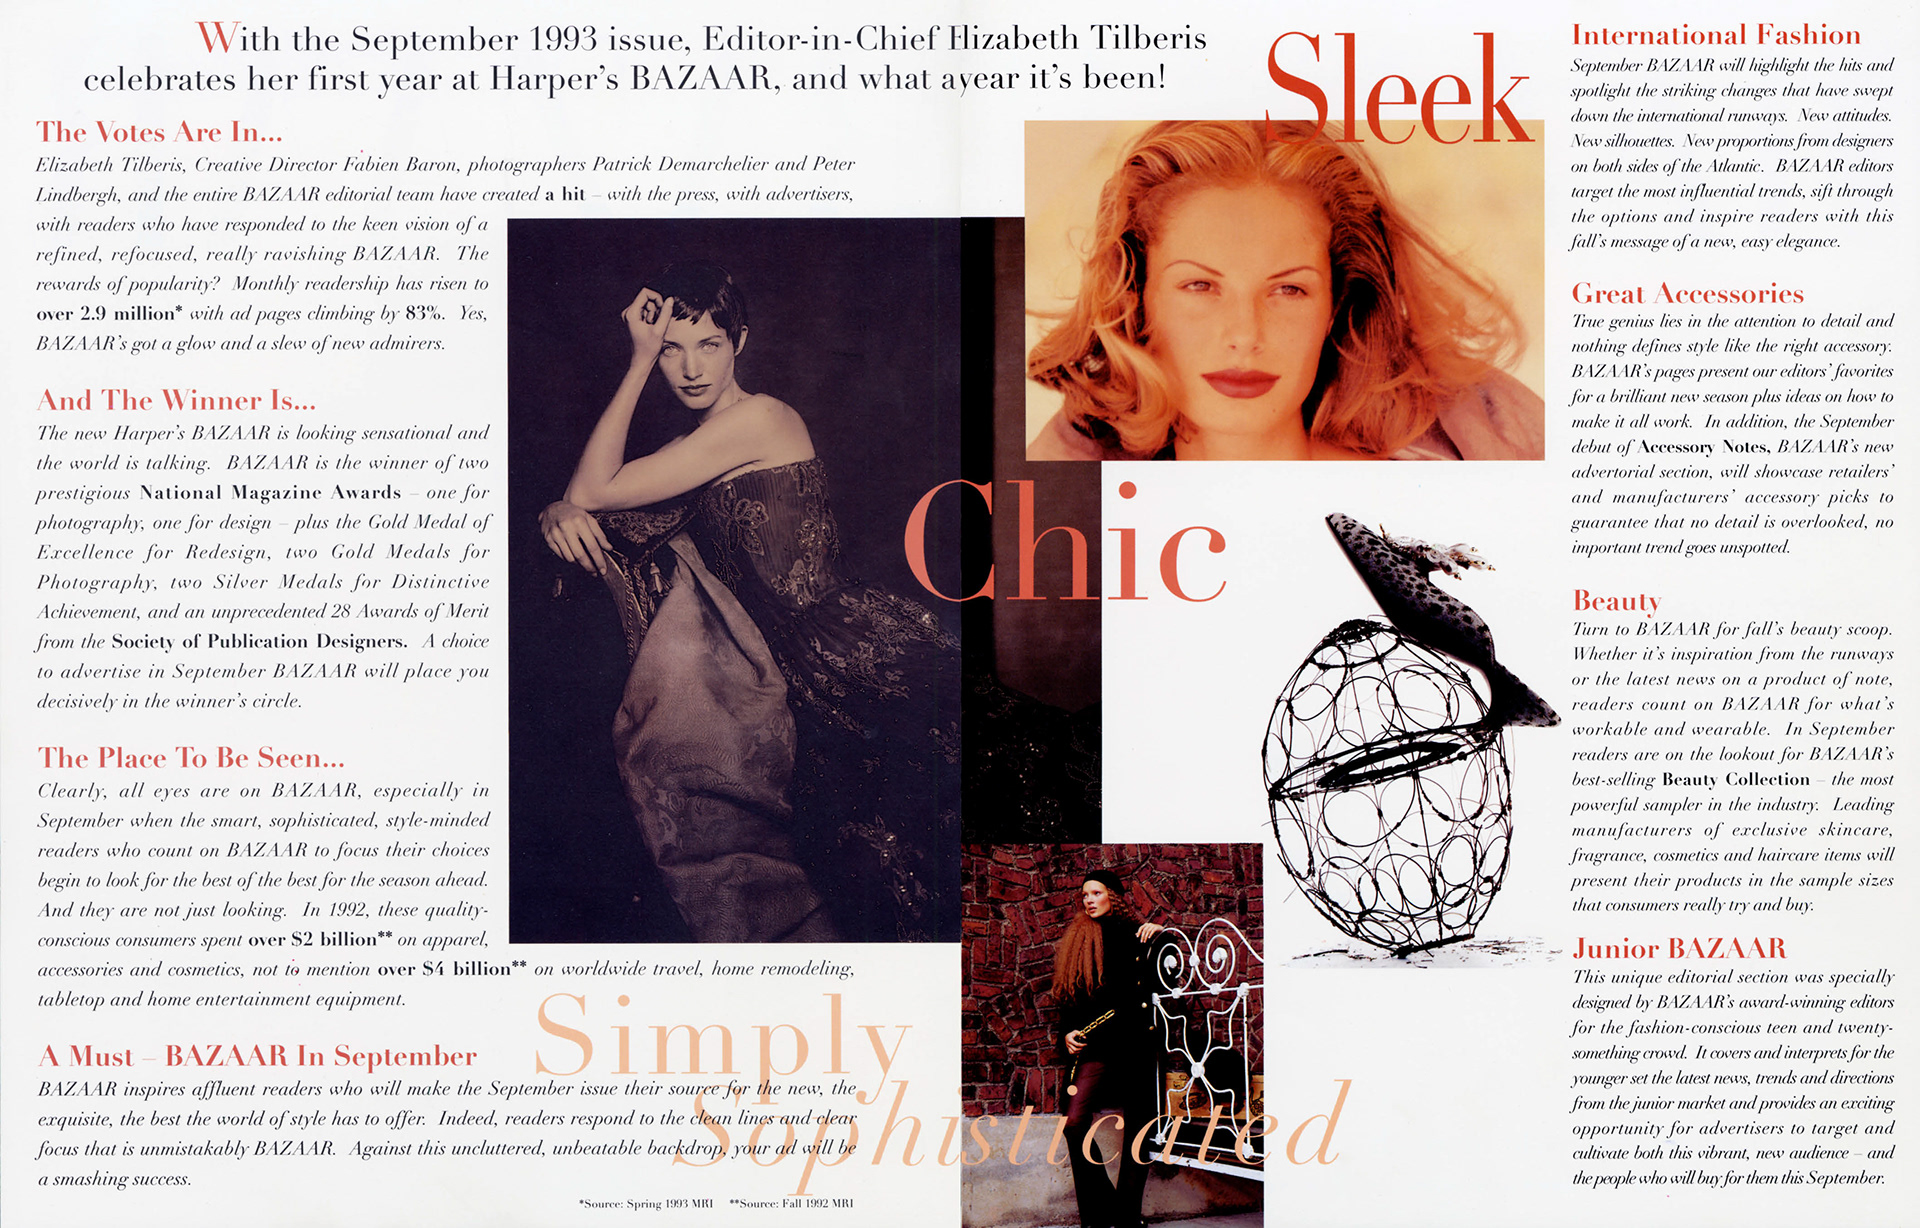 With the September 1993 issue, Editor-in-Chief Elizabeth Tilberis
celebrates her first year at Harper's BAZAAR, and what a year it's been!
The Votes Are In...
Elizabeth Tilberis, Creative Director Fabien Baron, photographers Patrick Demarchelier and Peter
Lindbergh, and the entire BAZAAR editorial team have created a hit – with the press, with advertisers,
with readers who have responded to the keen vision of a
refined, refocused, really ravishing BAZAAR. The
rewards of popularity? Monthly readership has risen to
over 2.9 million* with ad pages climbing by 83%. Yes,
BAZAAR's got a glow and a slew of new admirers.
And The Winner Is...
The new Harper's BAZAAR is looking sensational and
the world is talking. BAZAAR is the winner of two
prestigious National Magazine Awards – one for
photography, one for design – plus the Gold Medal of
Excellence for Redesign, two Gold Medals for
Photography, two Silver Medals for Distinctive
Achievement, and an unprecedented 28 Awards of Merit
from the Society of Publication Designers. A choice
to advertise in September BAZAAR will place you
decisively in the winner's circle.
The Place To Be Seen...
Clearly, all eyes are on BAZAAR, especially in
September when the smart, sophisticated, style-minded
readers who count on BAZAAR to focus their choices
begin to look for the best of the best for the season ahead.
And they are not just looking. In 1992, these quality-
conscious consumers spent over $2 billion** on apparel,
accessories and cosmetics, not to mention over $4 billion** on worldwide travel, home remodeling,
tabletop and home entertainment equipment.
A Must – BAZAAR In September
BAZAAR inspires affluent readers who will make the September issue their source for the new, the
exquisite, the best the world of style has to offer. Indeed, readers respond to the clean lines and clear
focus that is unmistakably BAZAAR. Against this uncluttered, unbeatable backdrop, your ad will be
a smashing success.
*Source: Spring 1993 MRI **Source: Fall 1992 MRI
Sleek
Chic
Simply
Sophisticated
International Fashion
September BAZAAR will highlight the hits and
spotlight the striking changes that have swept
down the international runways. New attitudes.
New silhouettes. New proportions from designers
on both sides of the Atlantic. BAZAAR editors
target the most influential trends, sift through
the options and inspire readers with this
fall's message of a new, easy elegance.
Great Accessories
True genius lies in the attention to detail and
nothing defines style like the right accessory.
BAZAAR's pages present our editors' favorites
for a brilliant new season plus ideas on how to
make it all work. In addition, the September
debut of Accessory Notes, BAZAAR's new
advertorial section, will showcase retailers'
and manufacturers' accessory picks to
guarantee that no detail is overlooked, no
important trend goes unspotted.
Beauty
Turn to BAZAAR for fall's beauty scoop.
Whether it's inspiration from the runways
or the latest news on a product of note,
readers count on BAZAAR for what's
workable and wearable. In September
readers are on the lookout for BAZAAR's
best-selling Beauty Collection – the most
powerful sampler in the industry. Leading
manufacturers of exclusive skincare,
fragrance, cosmetics and haircare items will
present their products in the sample sizes
that consumers really try and buy.
Junior BAZAAR
This unique editorial section was specially
designed by BAZAAR's award-winning editors
for the fashion-conscious teen and twenty-
something crowd. It covers and interprets for the
younger set the latest news, trends and directions
from the junior market and provides an exciting
opportunity for advertisers to target and
cultivate both this vibrant, new audience – and
the people who will buy for them this September.